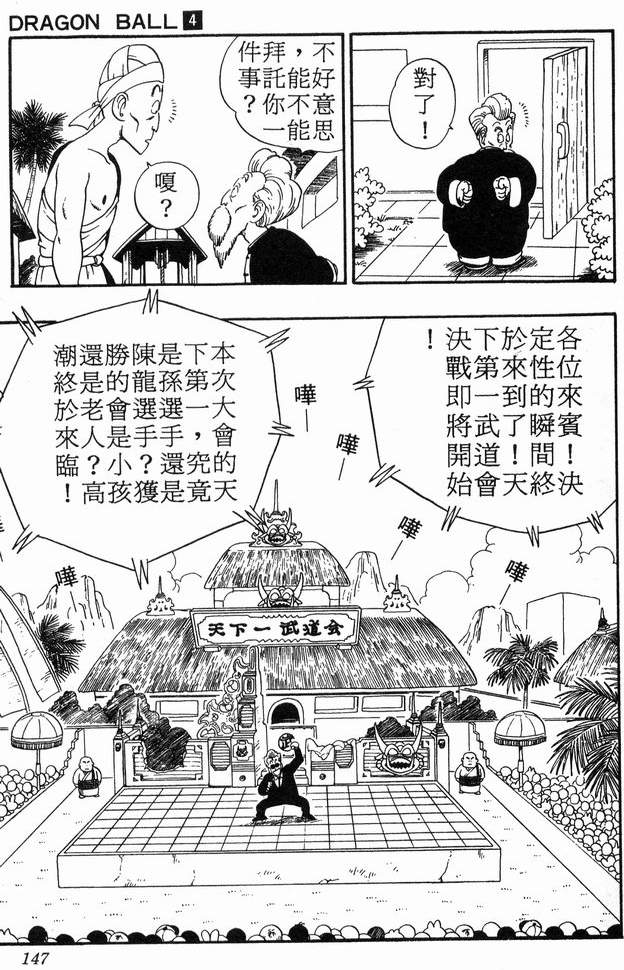 DRAGON BALL 4
對了！
不好意思
，能不能
拜託你一
件事？
嗄？
各位來賓！決
定性的瞬間終
於來到了！天
下第一武道會
決戰即將開始
！
本次大會的天
下第一，究竟
是孫選手還是
陳龍選手？獲
勝的會是小孩
還是老人？高
潮終於來臨！
嘩—
嘩—
嘩—
嘩—
嘩
天下一武道会
147